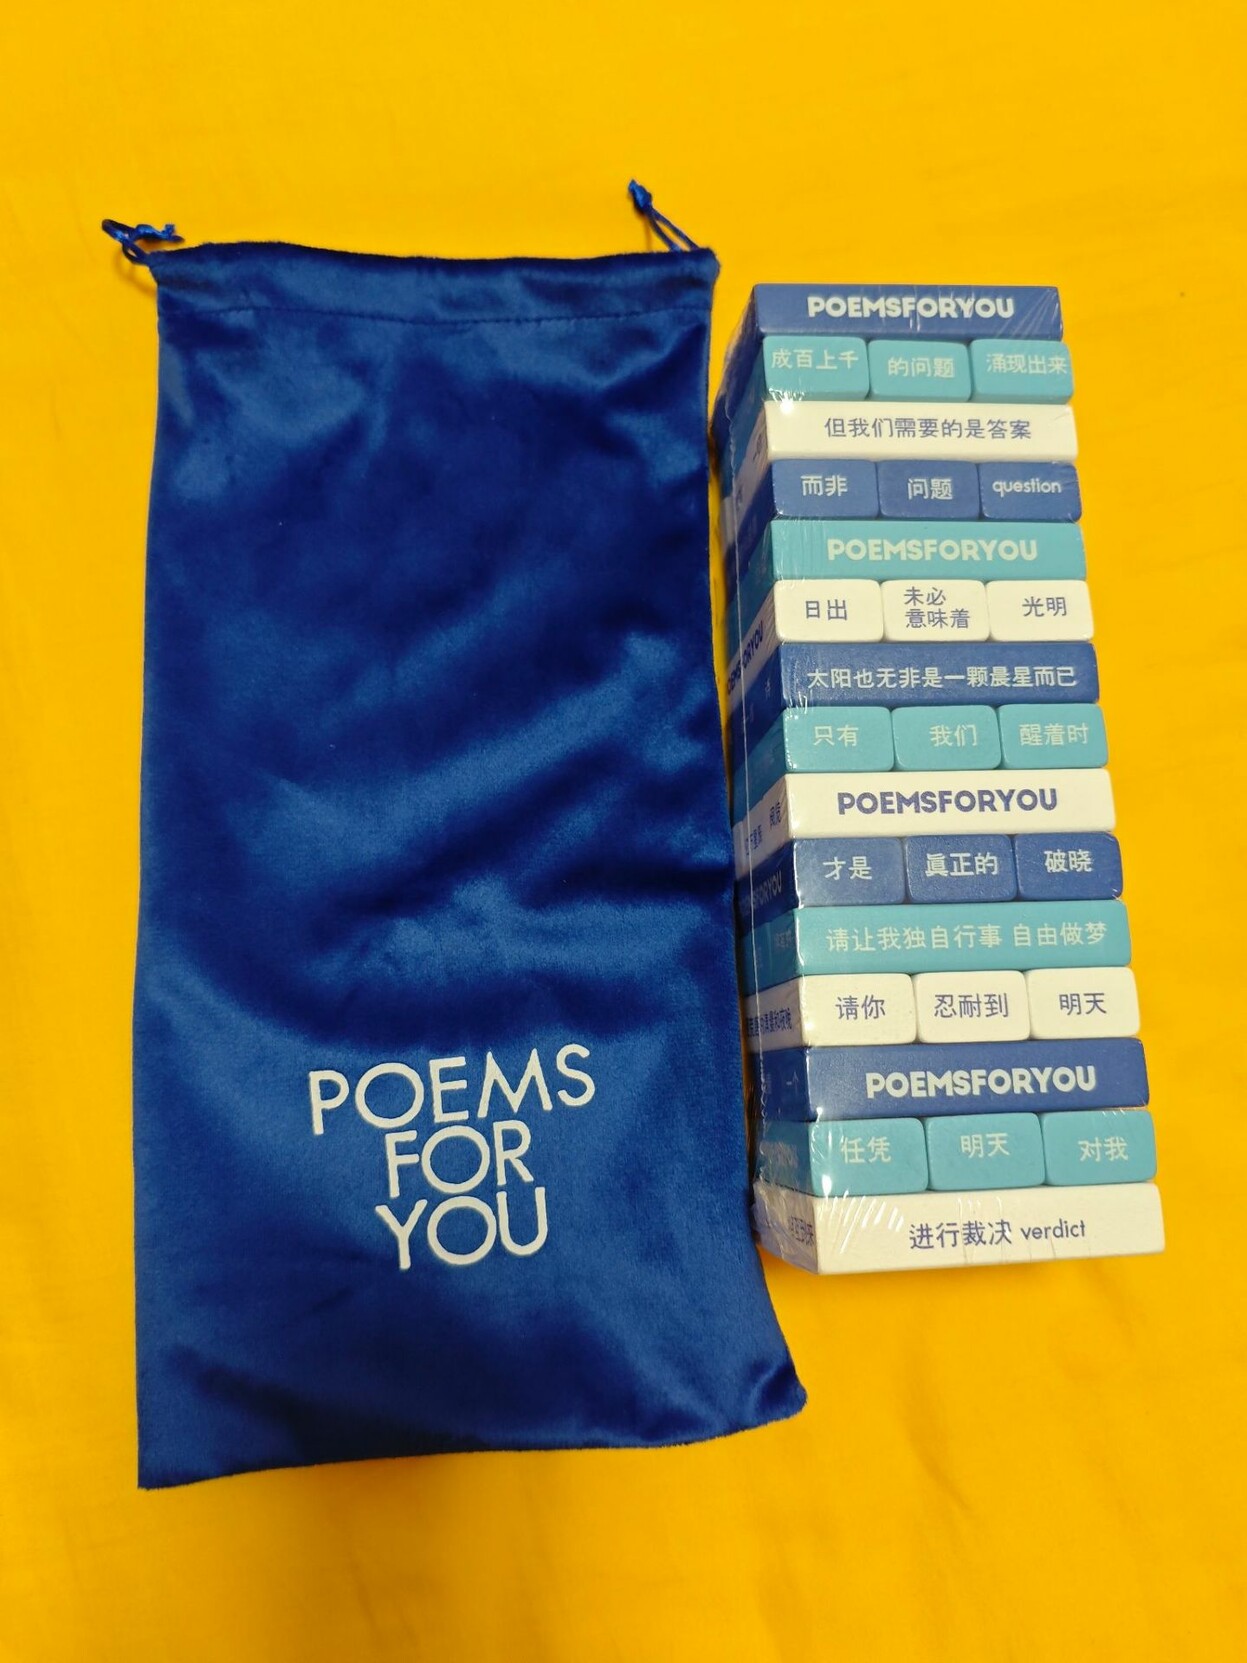 POEMS
FOR
YOU
POEMSFORYOU
成百上千 的问题 涌现出来
但我们需要的是答案
而非 问题 question
POEMSFORYOU
日出 未必
意味着 光明
太阳也无非是一颗晨星而已
只有 我们 醒着时
POEMSFORYOU
才是 真正的 破晓
请让我独自行事 自由做梦
请你 忍耐到 明天
POEMSFORYOU
任凭 明天 对我
进行裁决 verdict